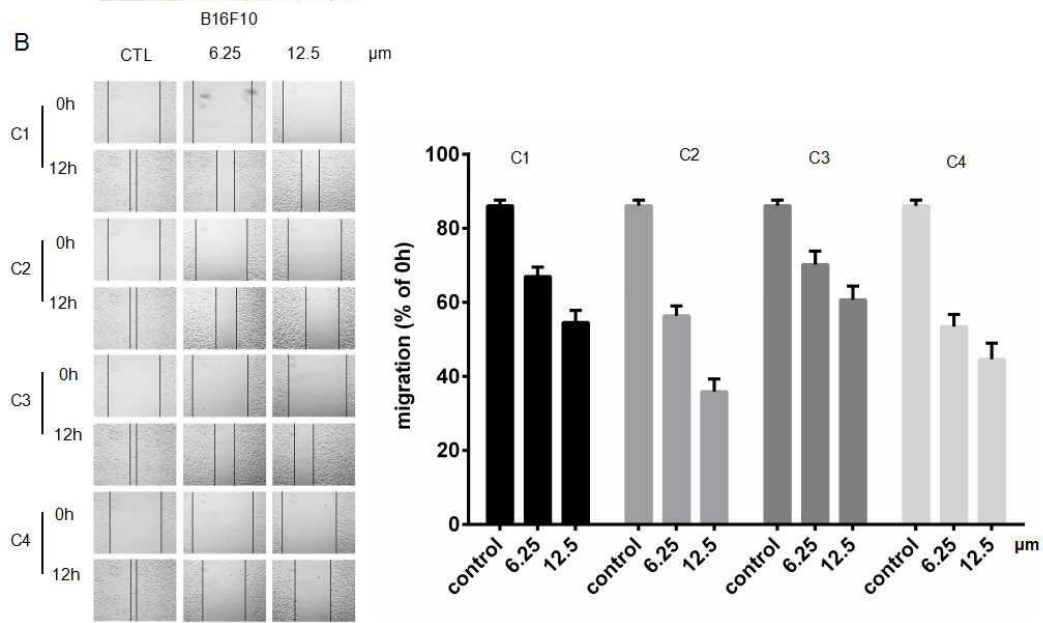 B16F10
B
CTL 6.25 12.5 µm
C1
0h
12h
C2
0h
12h
C3
0h
12h
C4
0h
12h
migration (% of 0h)
100
80
60
40
20
0
C1 C2 C3 C4
control 6.25 12.5 control 6.25 12.5 control 6.25 12.5 control 6.25 12.5 µm